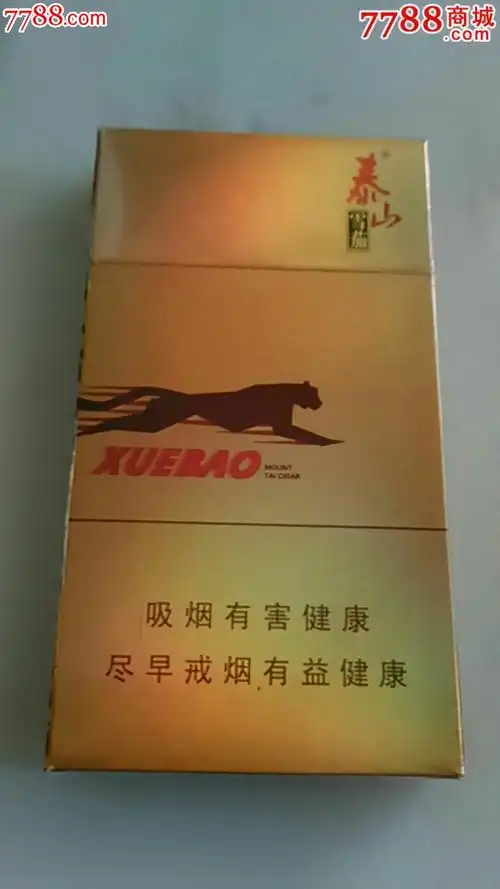 7788.com
7788商城
7788.com
泰山
雪茄
XUEBAO
MOUNT
TAI CIGAR
吸烟有害健康
尽早戒烟有益健康